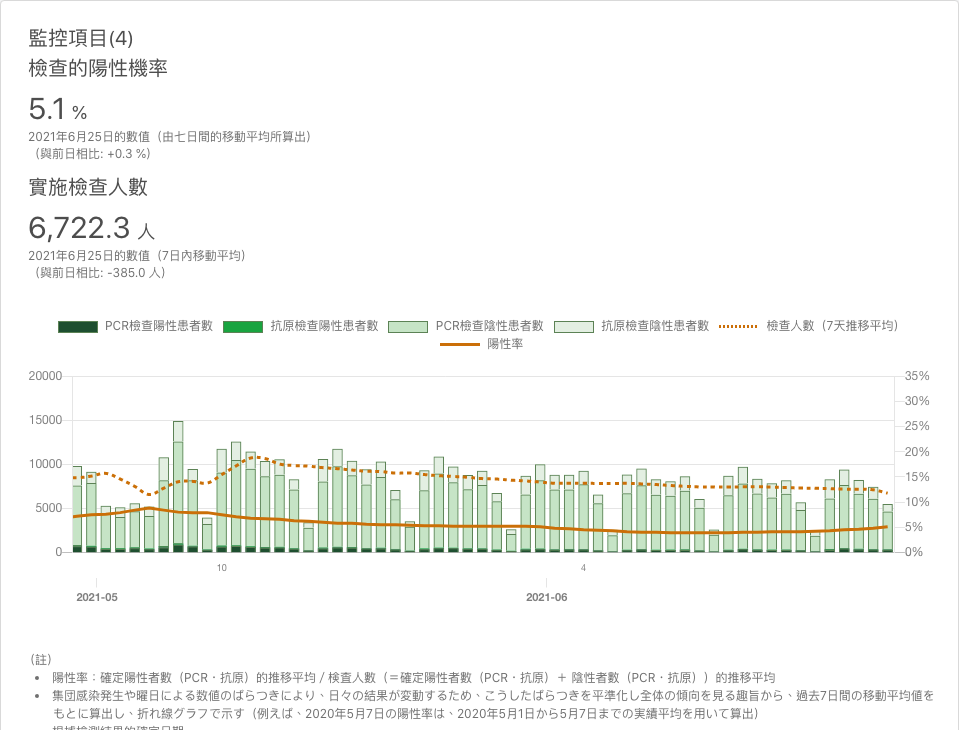 監控項目(4)
檢查的陽性機率
5.1 %
2021年6月25日的數值（由七日間的移動平均所算出）
（與前日相比: +0.3 %）
實施檢查人數
6,722.3 人
2021年6月25日的數值（7日內移動平均）
（與前日相比: -385.0 人）
PCR檢查陽性患者數 抗原檢查陽性患者數 PCR檢查陰性患者數 抗原檢查陰性患者數 檢查人數（7天推移平均）
陽性率
20000 35%
30%
15000 25%
20%
10000 15%
10%
5000 5%
0 0%
10 4
2021-05 2021-06
（註）
• 陽性率：確定陽性者數（PCR・抗原）的推移平均 / 検査人數（＝確定陽性者數（PCR・抗原）＋ 陰性者數（PCR・抗原））的推移平均
• 集団感染発生や曜日による数値のばらつきにより、日々の結果が変動するため、こうしたばらつきを平準化し全体の傾向を見る趣旨から、過去7日間の移動平均値を
もとに算出し、折れ線グラフで示す（例えば、2020年5月7日の陽性率は、2020年5月1日から5月7日までの実績平均を用いて算出）